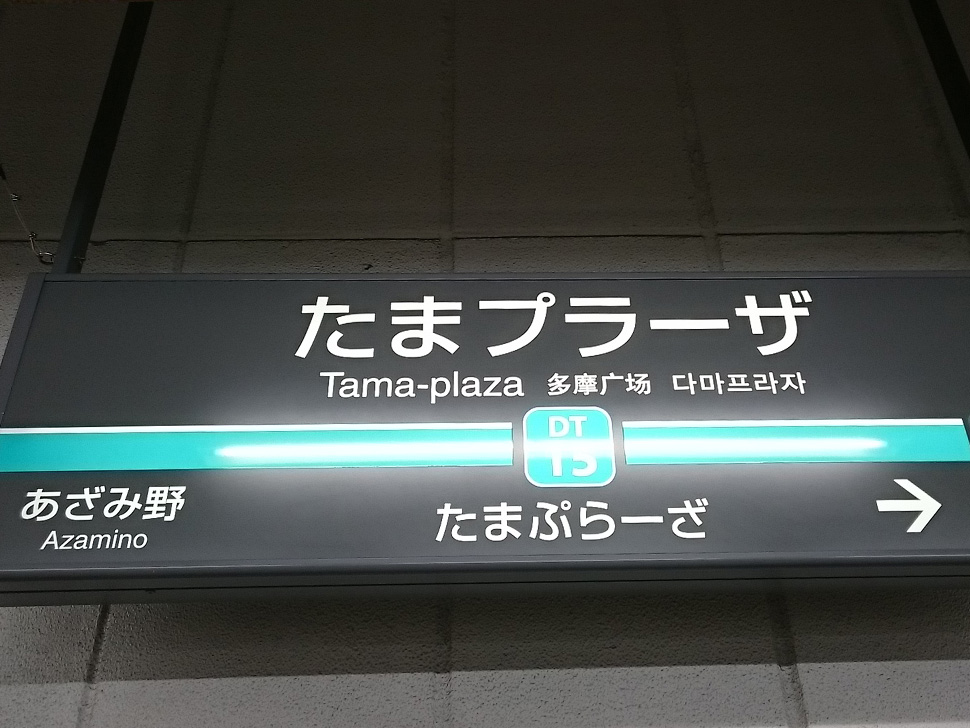 たまプラーザ
Tama-plaza 多摩广场 다마프라자
DT
15
あざみ野
Azamino
たまぷらーざ
→